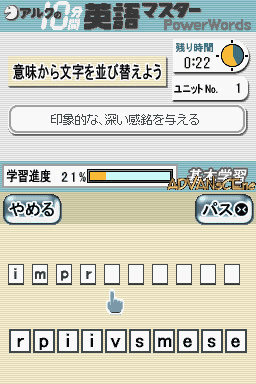 アルクの10分間英語マスター
PowerWords
意味から文字を並び替えよう
残り時間
0:22
ユニットNo. 1
印象的な、深い感銘を与える
学習進度 21% 基本学習
ADVANSCEne
やめる パス
i m p r
r p i i v s m e s e